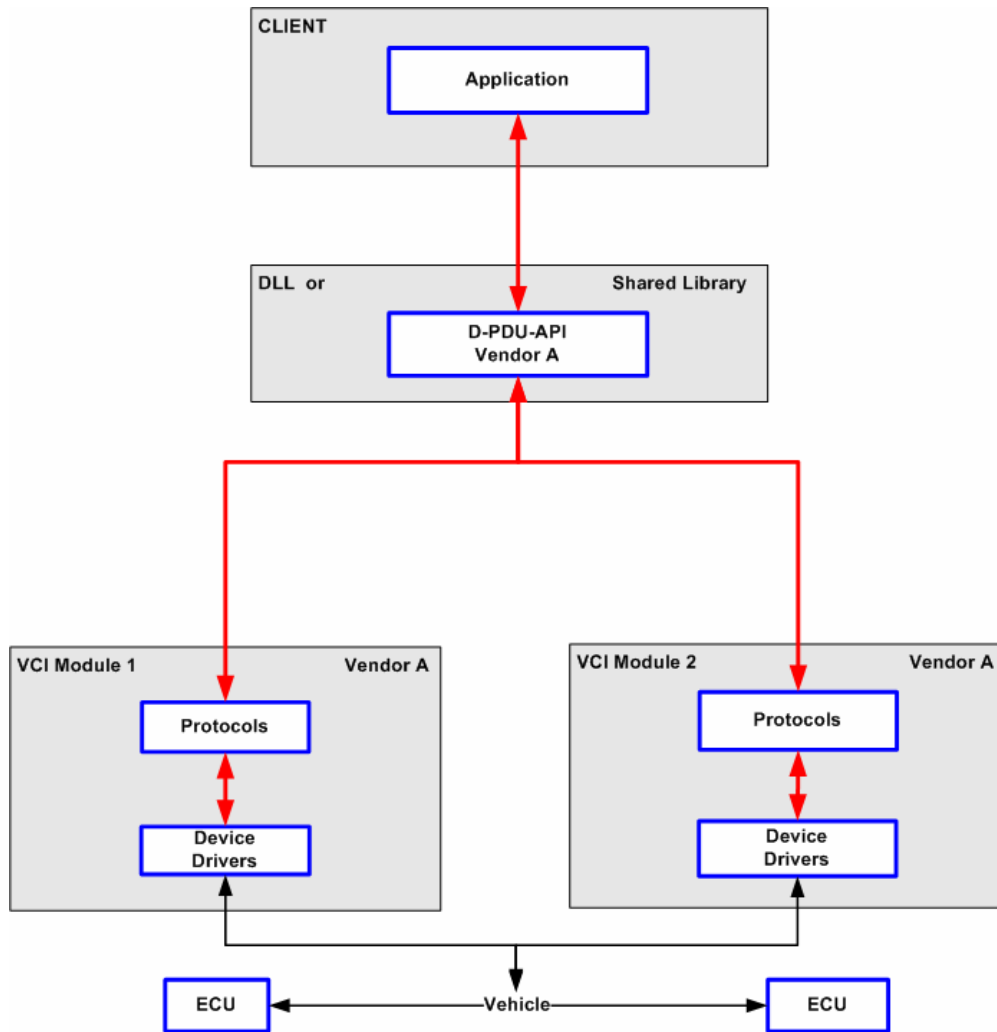 CLIENT
Application
DLL or Shared Library
D-PDU-API
Vendor A
VCI Module 1 Vendor A
Protocols
Device
Drivers
VCI Module 2 Vendor A
Protocols
Device
Drivers
ECU
Vehicle
ECU